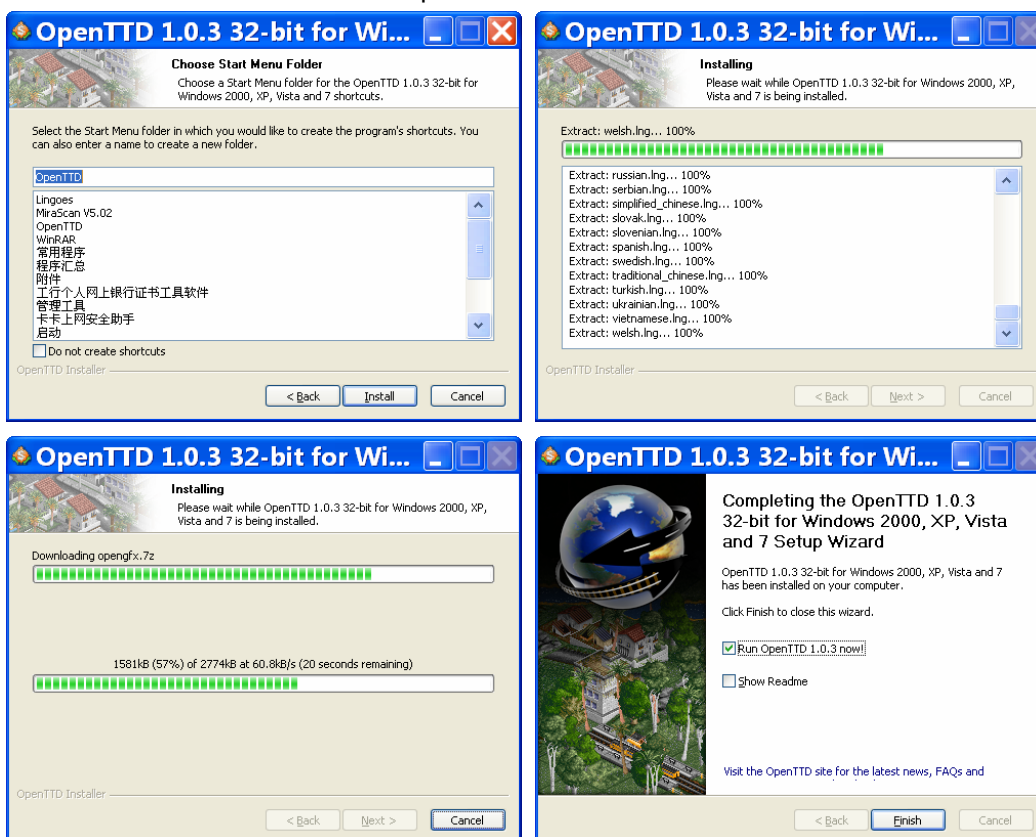 OpenTTD 1.0.3 32-bit for Wi...
Choose Start Menu Folder
Choose a Start Menu folder for the OpenTTD 1.0.3 32-bit for
Windows 2000, XP, Vista and 7 shortcuts.
Select the Start Menu folder in which you would like to create the program's shortcuts. You
can also enter a name to create a new folder.
OpenTTD
Lingoes
MiraScan V5.02
OpenTTD
WinRAR
常用程序
程序汇总
附件
工行个人网上银行证书工具软件
管理工具
卡卡上网安全助手
启动
Do not create shortcuts
OpenTTD Installer
< Back
Install
Cancel
OpenTTD 1.0.3 32-bit for Wi...
Installing
Please wait while OpenTTD 1.0.3 32-bit for Windows 2000, XP,
Vista and 7 is being installed.
Extract: welsh.lng... 100%
Extract: russian.lng... 100%
Extract: serbian.lng... 100%
Extract: simplified_chinese.lng... 100%
Extract: slovak.lng... 100%
Extract: slovenian.lng... 100%
Extract: spanish.lng... 100%
Extract: swedish.lng... 100%
Extract: traditional_chinese.lng... 100%
Extract: turkish.lng... 100%
Extract: ukrainian.lng... 100%
Extract: vietnamese.lng... 100%
Extract: welsh.lng... 100%
OpenTTD Installer
< Back
Next >
Cancel
OpenTTD 1.0.3 32-bit for Wi...
Installing
Please wait while OpenTTD 1.0.3 32-bit for Windows 2000, XP,
Vista and 7 is being installed.
Downloading opengfx.7z
1581kB (57%) of 2774kB at 60.8kB/s (20 seconds remaining)
OpenTTD Installer
< Back
Next >
Cancel
OpenTTD 1.0.3 32-bit for Wi...
Completing the OpenTTD 1.0.3
32-bit for Windows 2000, XP, Vista
and 7 Setup Wizard
OpenTTD 1.0.3 32-bit for Windows 2000, XP, Vista and 7
has been installed on your computer.
Click Finish to close this wizard.
Run OpenTTD 1.0.3 now!
Show Readme
Visit the OpenTTD site for the latest news, FAQs and
< Back
Finish
Cancel